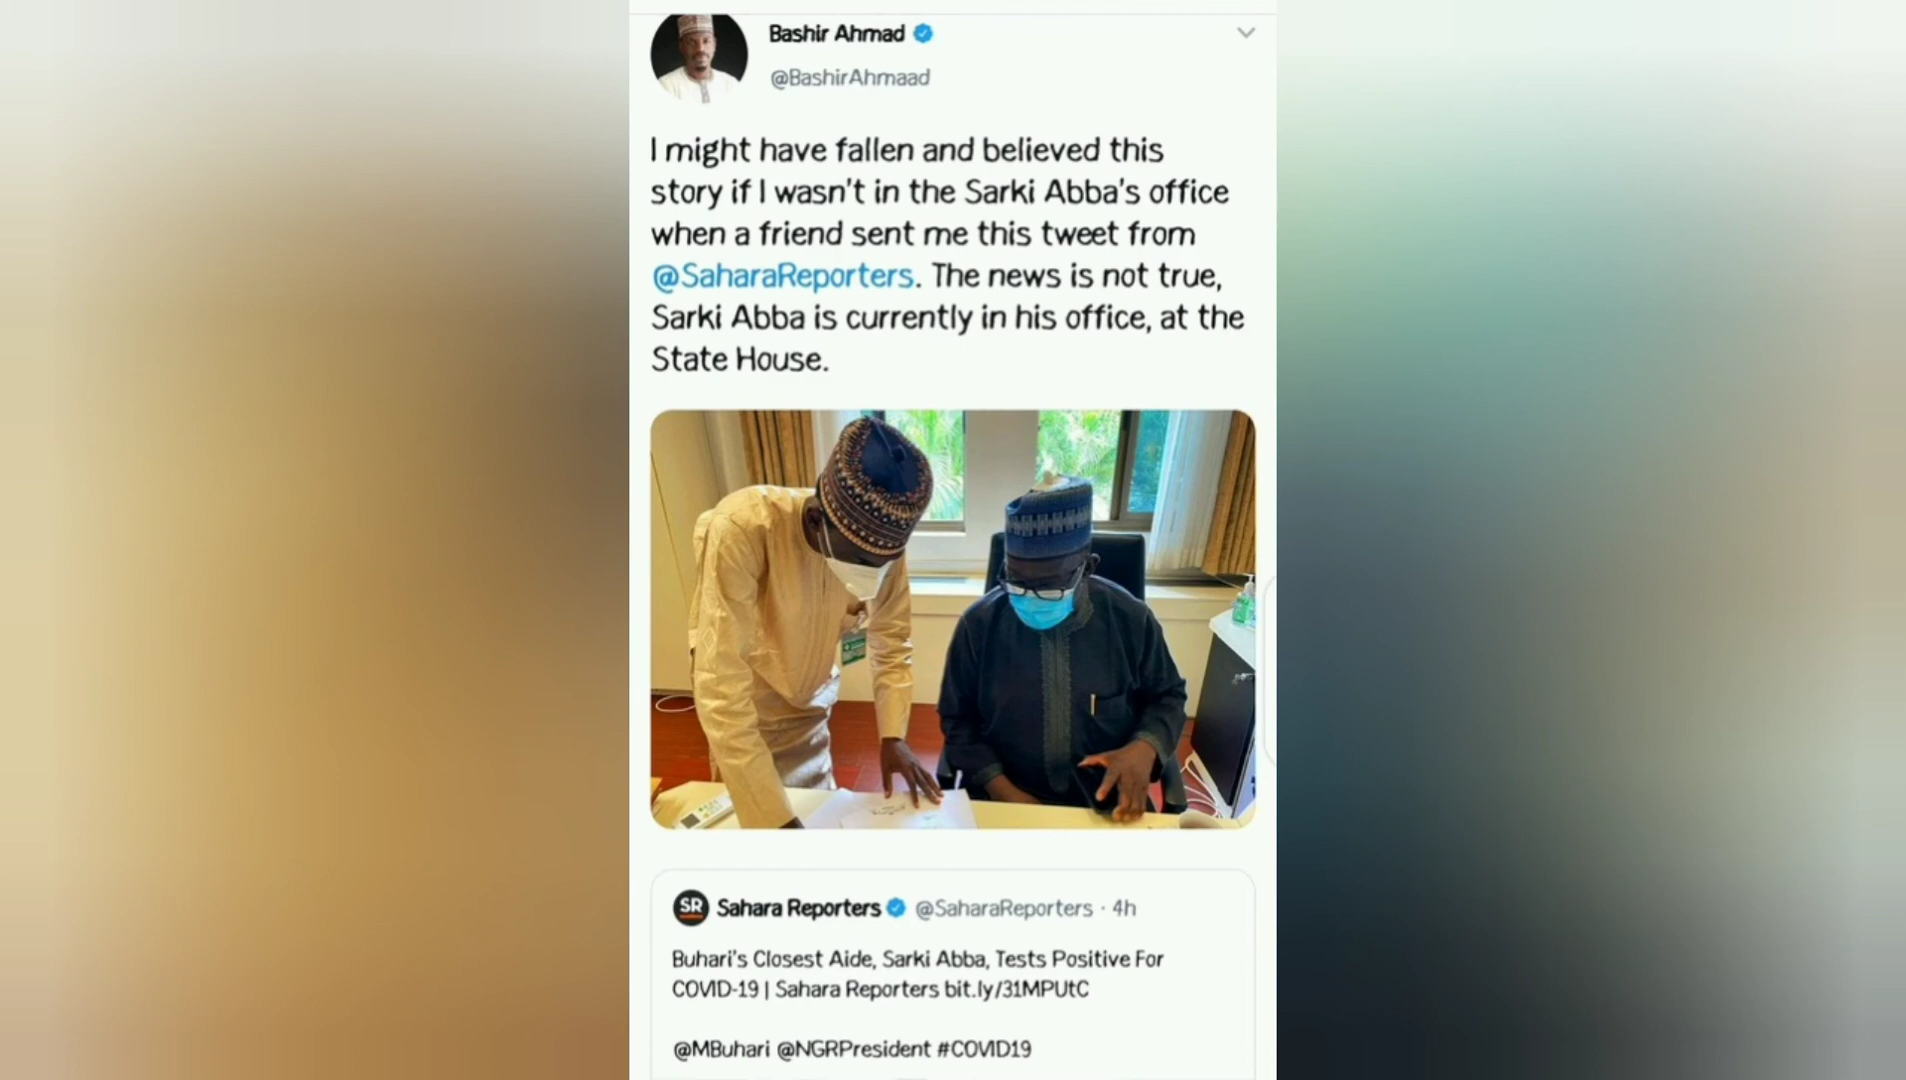 Bashir Ahmad
@BashirAhmaad
I might have fallen and believed this
story if I wasn't in the Sarki Abba's office
when a friend sent me this tweet from
@SaharaReporters. The news is not true,
Sarki Abba is currently in his office, at the
State House.
SR Sahara Reporters @SaharaReporters · 4h
Buhari's Closest Aide, Sarki Abba, Tests Positive For
COVID-19 | Sahara Reporters bit.ly/31MPUtC
@MBuhari @NGRPresident #COVID19